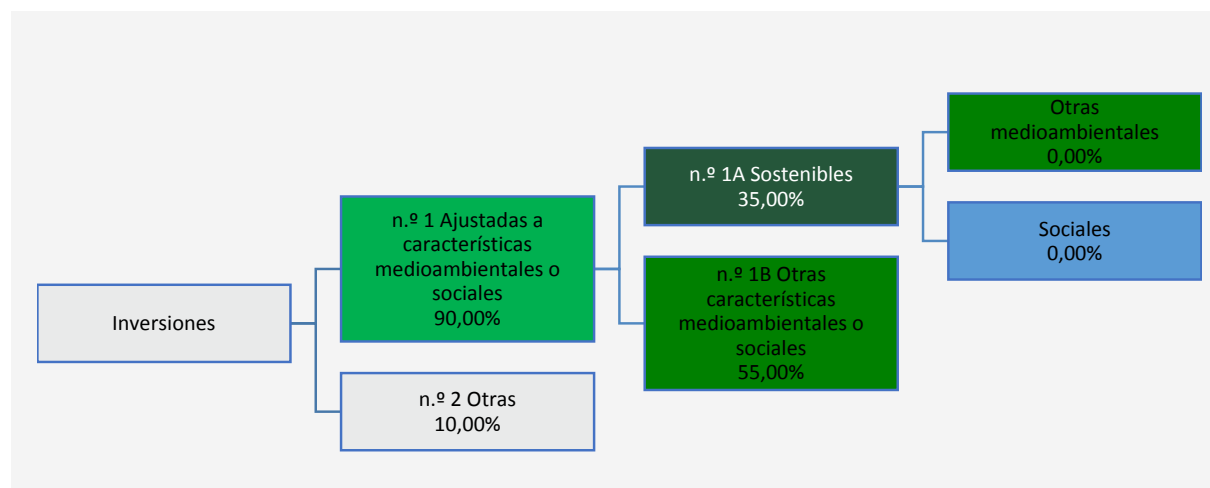 Inversiones
n.º 1 Ajustadas a
características
medioambientales o
sociales
90,00%
n.º 2 Otras
10,00%
n.º 1A Sostenibles
35,00%
n.º 1B Otras
características
medioambientales o
sociales
55,00%
Otras
medioambientales
0,00%
Sociales
0,00%